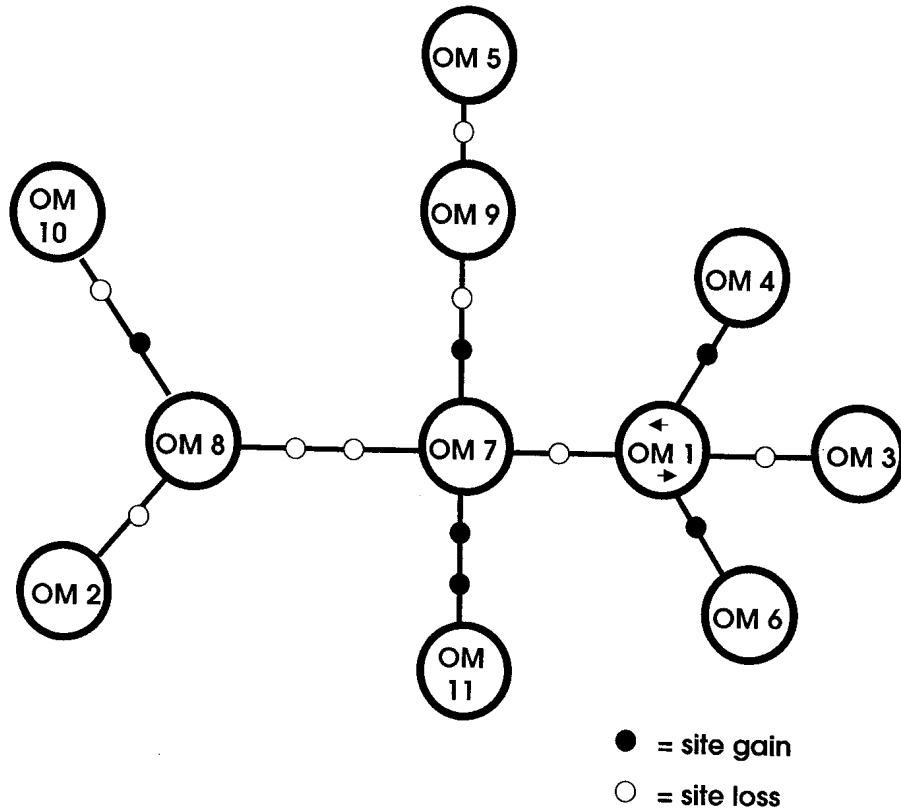 OM 5
OM
10
OM 9
OM 4
OM 8
OM 7
OM 1
OM 3
OM 2
OM 6
OM
11
= site gain
= site loss